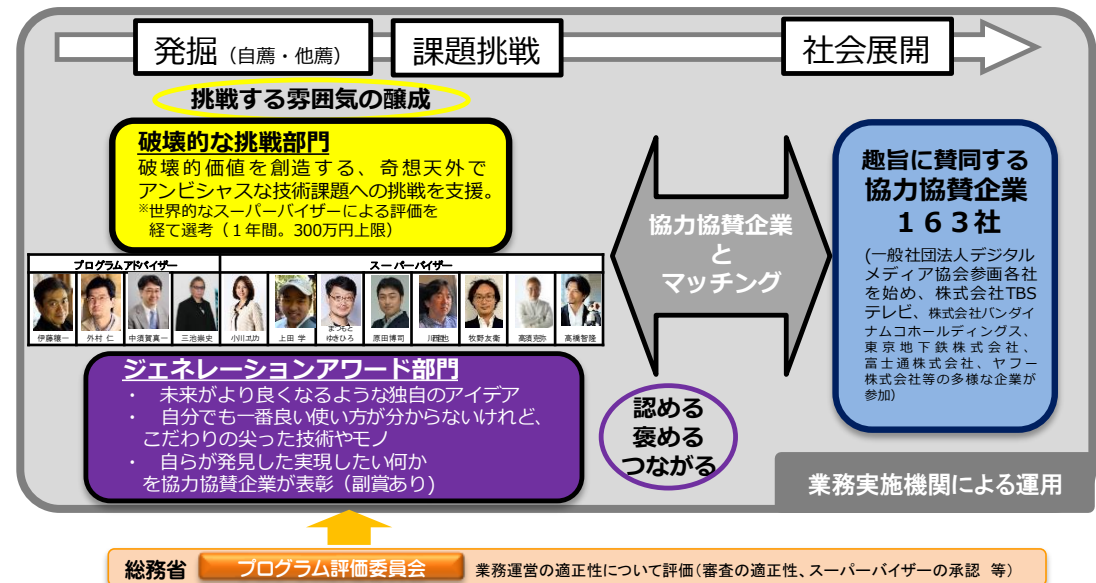 発掘（自薦・他薦）
課題挑戦
社会展開
挑戦する雰囲気の醸成
破壊的な挑戦部門
破壊的価値を創造する、奇想天外で
アンビシャスな技術課題への挑戦を支援。
※世界的なスーパーバイザーによる評価を
経て選考（１年間。300万円上限）
プログラムアドバイザー
スーパーバイザー
伊藤穰一
外村 仁
中須賀真一
三池崇史
小川エリカ
上田 学
まつもと
ゆきひろ
原田博司
川西哲也
牧野友衛
高須克弥
高橋智隆
ジェネレーションアワード部門
・ 未来がより良くなるような独自のアイデア
・ 自分でも一番良い使い方が分からないけれど、
こだわりの尖った技術やモノ
・ 自らが発見した実現したい何か
を協力協賛企業が表彰（副賞あり)
協力協賛企業
と
マッチング
認める
褒める
つながる
趣旨に賛同する
協力協賛企業
１６３社
(一般社団法人デジタル
メディア協会参画各社
を始め、株式会社TBS
テレビ、株式会社バンダイ
ナムコホールディングス、
東京地下鉄株式会社、
富士通株式会社、ヤフー
株式会社等の多様な企業が
参加)
業務実施機関による運用
総務省
プログラム評価委員会
業務運営の適正性について評価(審査の適正性、スーパーバイザーの承認 等)